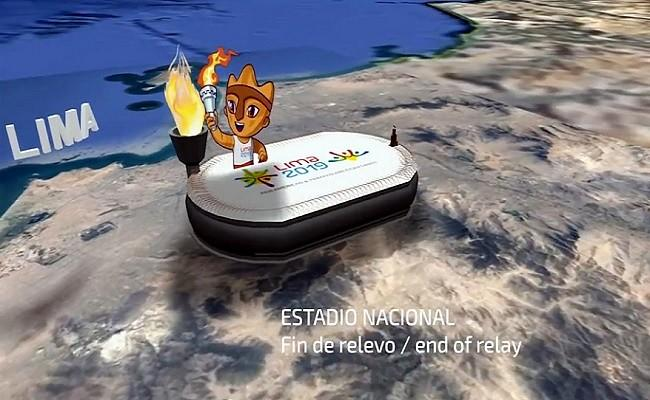 LIMA
Lima
2019
ESTADIO NACIONAL
Fin de relevo / end of relay